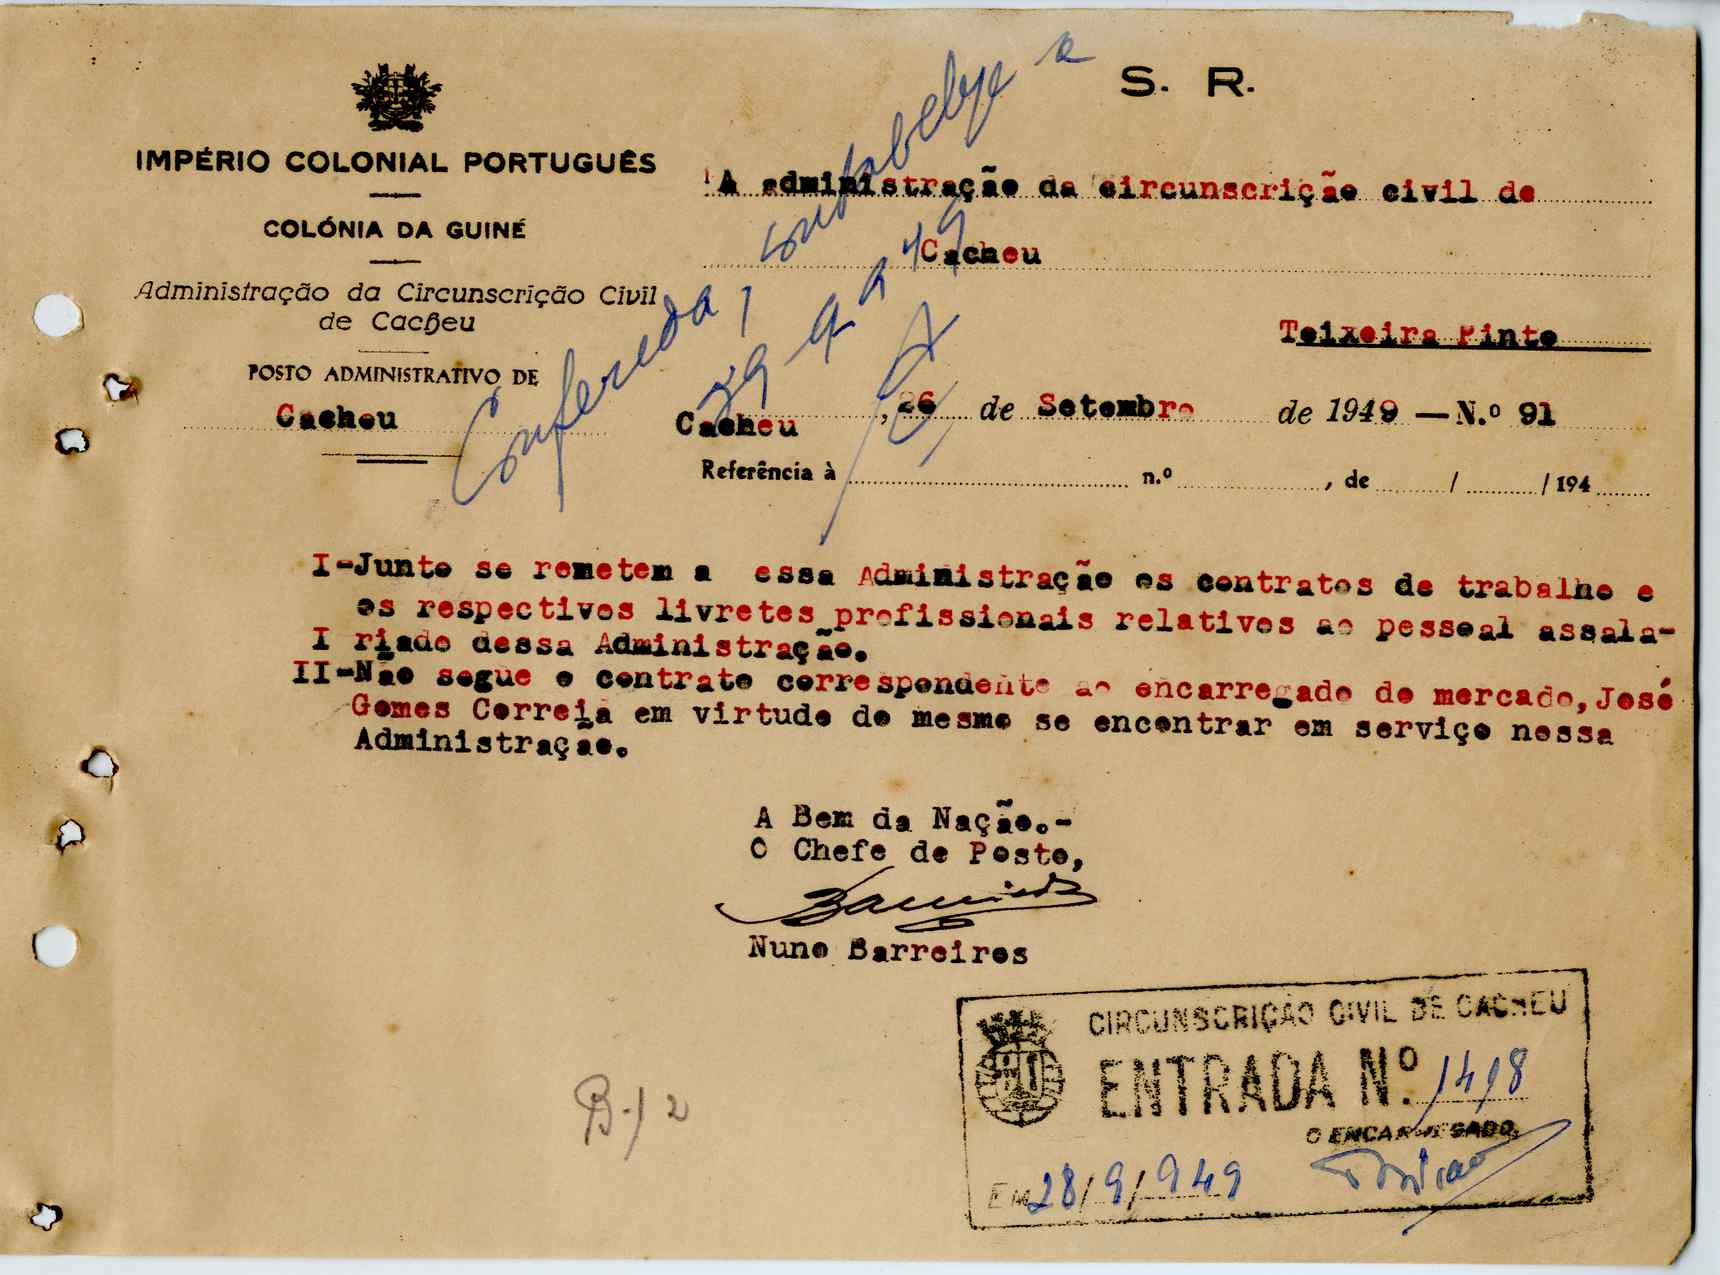 S. R.
IMPÉRIO COLONIAL PORTUGUÊS
COLÓNIA DA GUINÉ
Administração da Circunscrição Civil
de Cacheu
POSTO ADMINISTRATIVO DE
Cacheu
A administração da circunscrição civil de
Cacheu
Teixeira Pinto
Cacheu, 26 de Setembro de 1949 — N.º 91
Referência à n.º , de / / 194
Conferida,
29 9 49
I-Junto se remetem a essa Administração os contratos de trabalho e
os respectivos livretes profissionais relativos ao pessoal assala-
I riado dessa Administração.
II-Não segue o contrato correspondente ao encarregado do mercado, José
Gomes Correia em virtude do mesmo se encontrar em serviço nessa
Administração.
A Bem da Nação.-
O Chefe de Posto,
Barreiros
Nuno Barreiros
CIRCUNSCRIÇÃO CIVIL DE CACHEU
ENTRADA N.º 1418
O ENCARREGADO,
EM 28/9/949
B-12